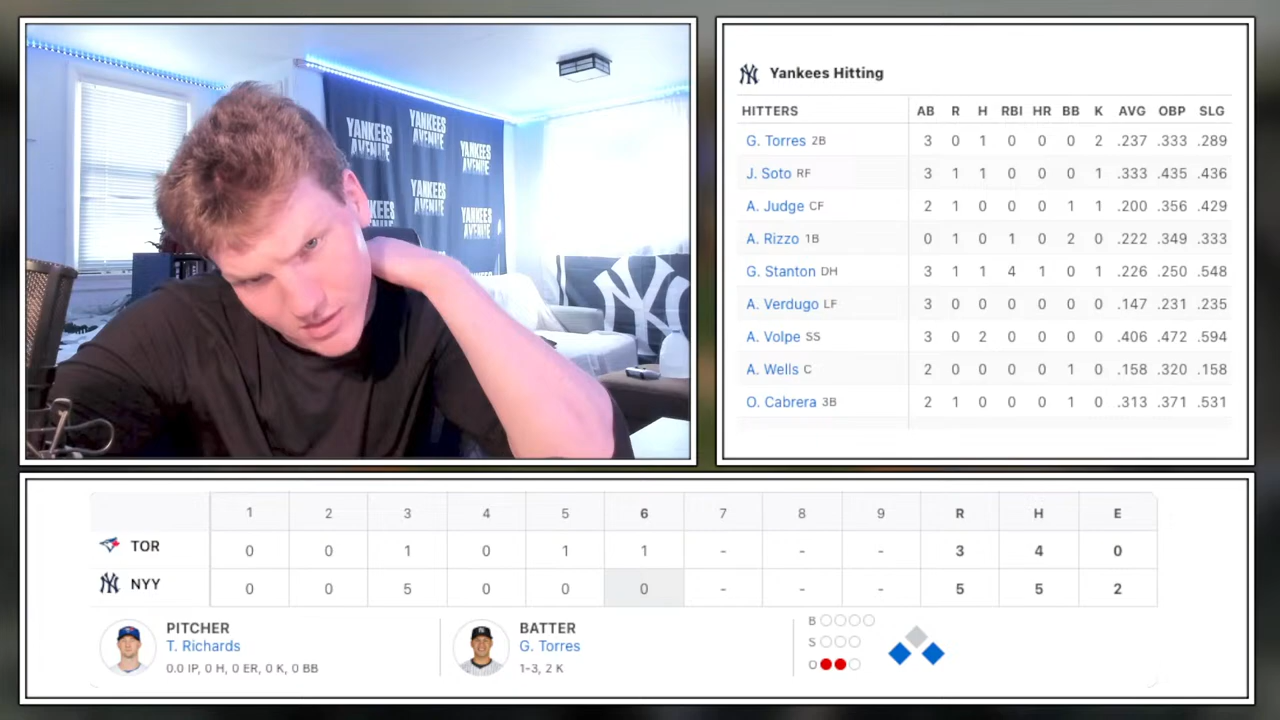 YANKEES AVENUE
YANKEES AVENUE
YANKEES AVENUE
YANKEES AVENUE
YANKEES AVENUE
YANKEES AVENUE
Yankees Hitting
HITTERS AB H RBI HR BB K AVG OBP SLG
G. Torres 2B 3 0 1 0 0 0 2 .237 .333 .289
J. Soto RF 3 1 1 0 0 0 1 .333 .435 .436
A. Judge CF 2 1 0 0 0 1 1 .200 .356 .429
A. Rizzo 1B 0 1 0 1 0 2 0 .222 .349 .333
G. Stanton DH 3 1 1 4 1 0 1 .226 .250 .548
A. Verdugo LF 3 0 0 0 0 0 0 .147 .231 .235
A. Volpe SS 3 0 2 0 0 0 0 .406 .472 .594
A. Wells C 2 0 0 0 0 1 0 .158 .320 .158
O. Cabrera 3B 2 1 0 0 0 1 0 .313 .371 .531
1 2 3 4 5 6 7 8 9 R H E
TOR 0 0 1 0 1 1 - - - 3 4 0
NYY 0 0 5 0 0 0 - - - 5 5 2
PITCHER
T. Richards
0.0 IP, 0 H, 0 ER, 0 K, 0 BB
BATTER
G. Torres
1-3, 2 K
B
S
O